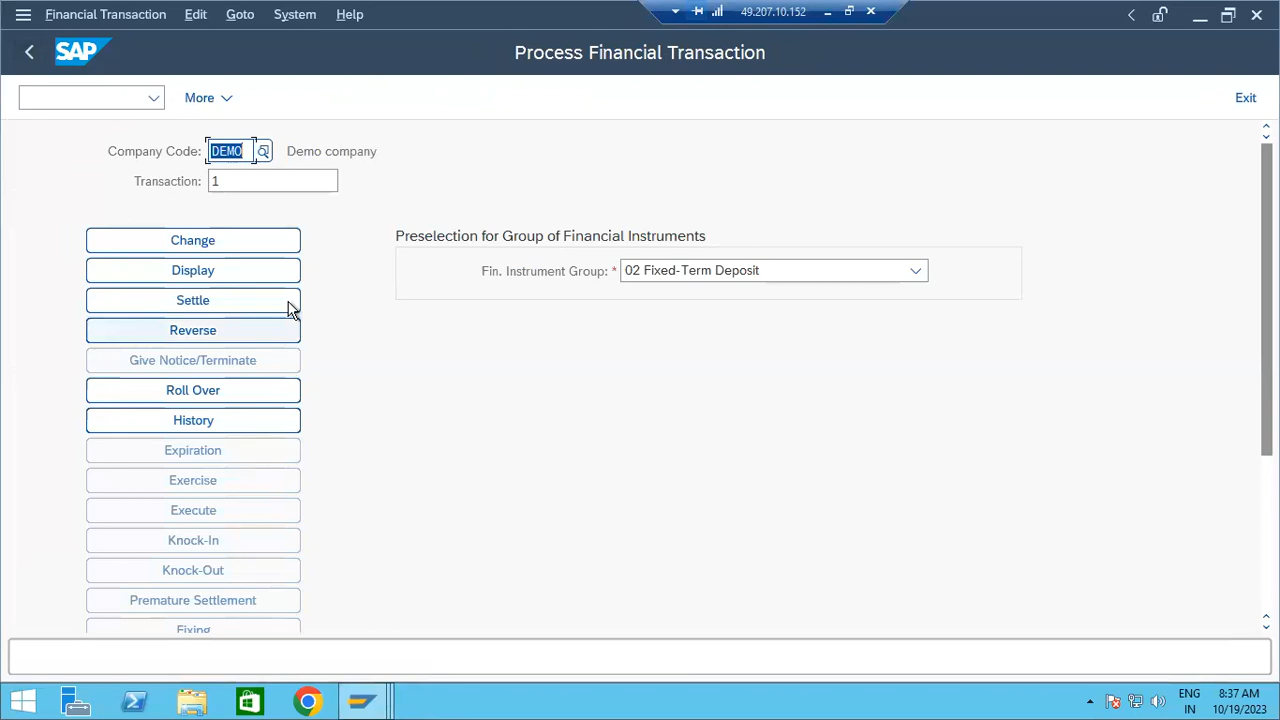 Financial Transaction Edit Goto System Help 49.207.10.152
SAP Process Financial Transaction
More Exit
Company Code: DEMO Demo company
Transaction: 1
Change
Display
Settle
Reverse
Give Notice/Terminate
Roll Over
History
Expiration
Exercise
Execute
Knock-In
Knock-Out
Premature Settlement
Fixing
Preselection for Group of Financial Instruments
Fin. Instrument Group: * 02 Fixed-Term Deposit
ENG 8:37 AM
IN 10/19/2023